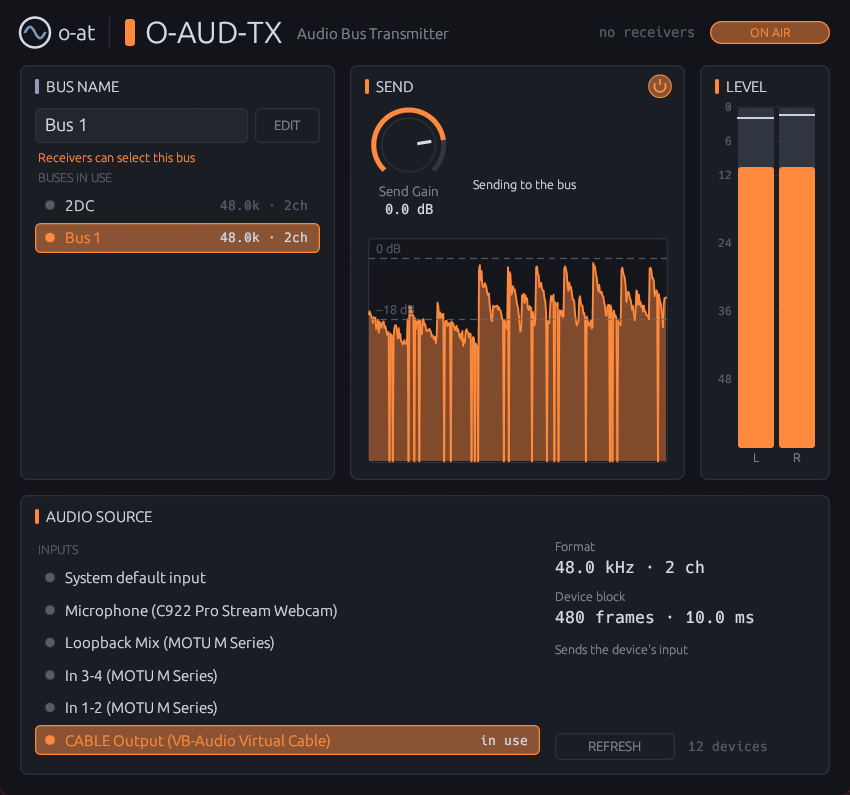 o-at O-AUD-TX Audio Bus Transmitter no receivers ON AIR
BUS NAME
Bus 1 EDIT
Receivers can select this bus
BUSES IN USE
2DC 48.0k · 2ch
Bus 1 48.0k · 2ch
SEND
Send Gain
0.0 dB
Sending to the bus
0 dB
−18 dB
LEVEL
0
6
12
24
36
48
L R
AUDIO SOURCE
INPUTS
System default input
Microphone (C922 Pro Stream Webcam)
Loopback Mix (MOTU M Series)
In 3-4 (MOTU M Series)
In 1-2 (MOTU M Series)
CABLE Output (VB-Audio Virtual Cable) in use
Format
48.0 kHz · 2 ch
Device block
480 frames · 10.0 ms
Sends the device's input
REFRESH 12 devices